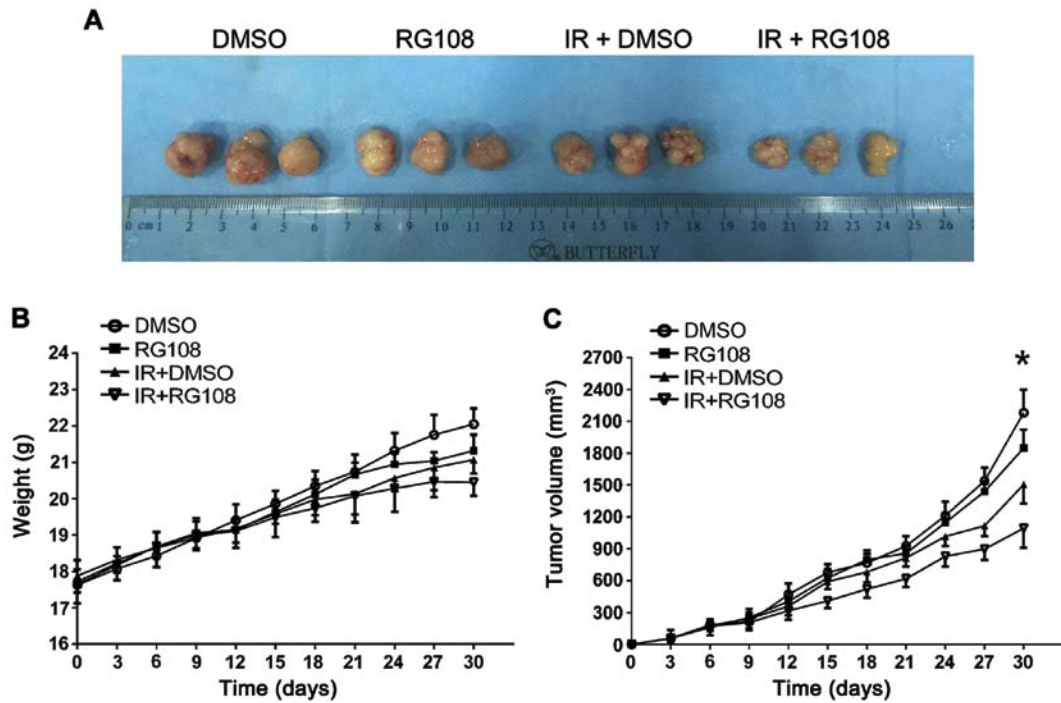 A
DMSO RG108 IR + DMSO IR + RG108
0 cm 1 2 3 4 5 6 7 8 9 10 11 12 13 14 15 16 17 18 19 20 21 22 23 24 25 26
BUTTERFLY
B
DMSO
RG108
IR+DMSO
IR+RG108
Weight (g)
24
23
22
21
20
19
18
17
16
0 3 6 9 12 15 18 21 24 27 30
Time (days)
C
DMSO
RG108
IR+DMSO
IR+RG108
*
Tumor volume (mm³)
2700
2400
2100
1800
1500
1200
900
600
300
0
0 3 6 9 12 15 18 21 24 27 30
Time (days)